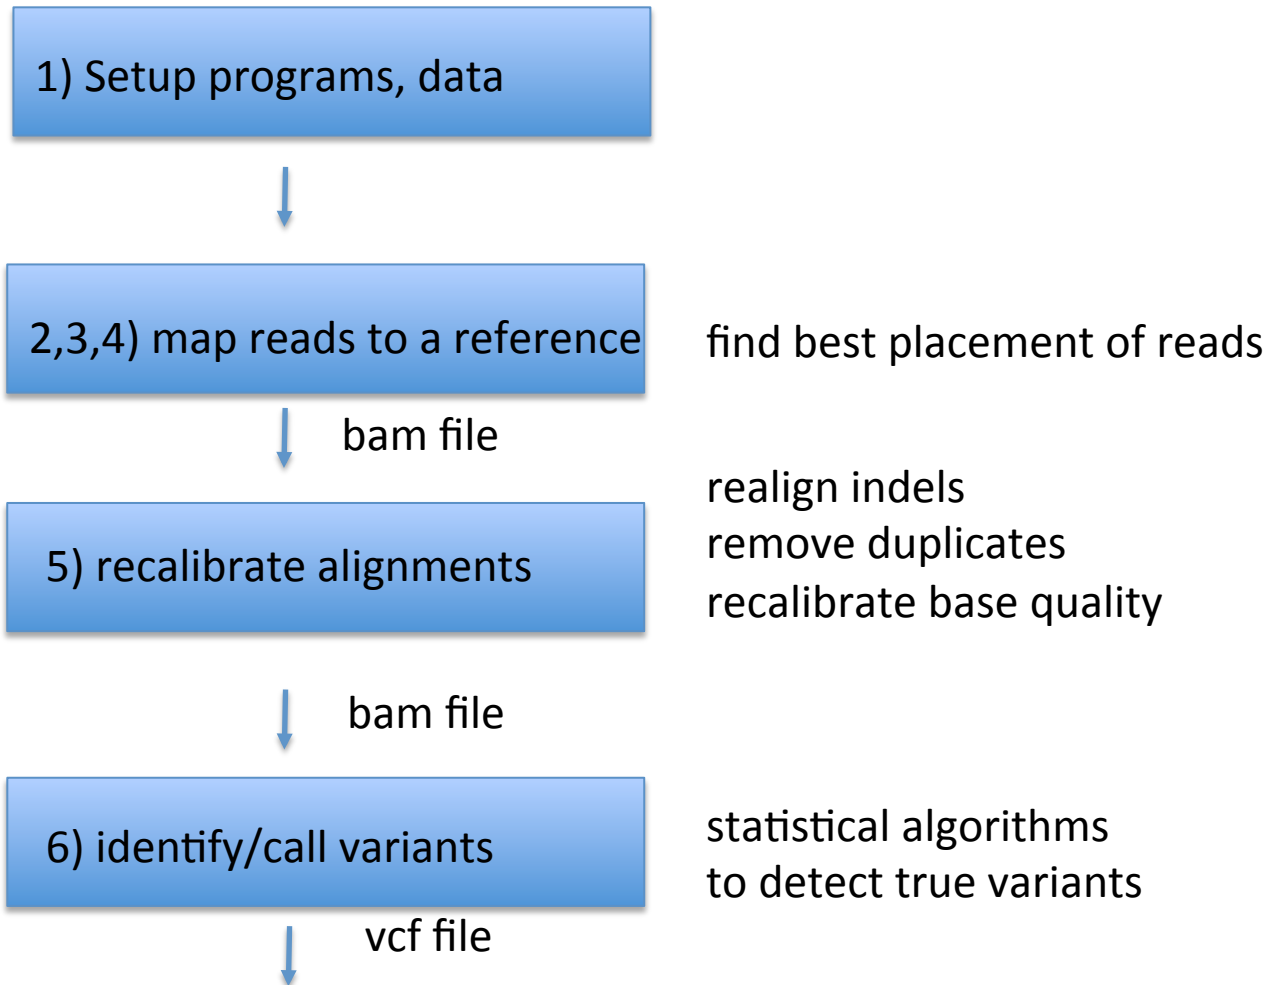 1) Setup programs, data
2,3,4) map reads to a reference
find best placement of reads
bam file
5) recalibrate alignments
realign indels
remove duplicates
recalibrate base quality
bam file
6) identify/call variants
statistical algorithms
to detect true variants
vcf file